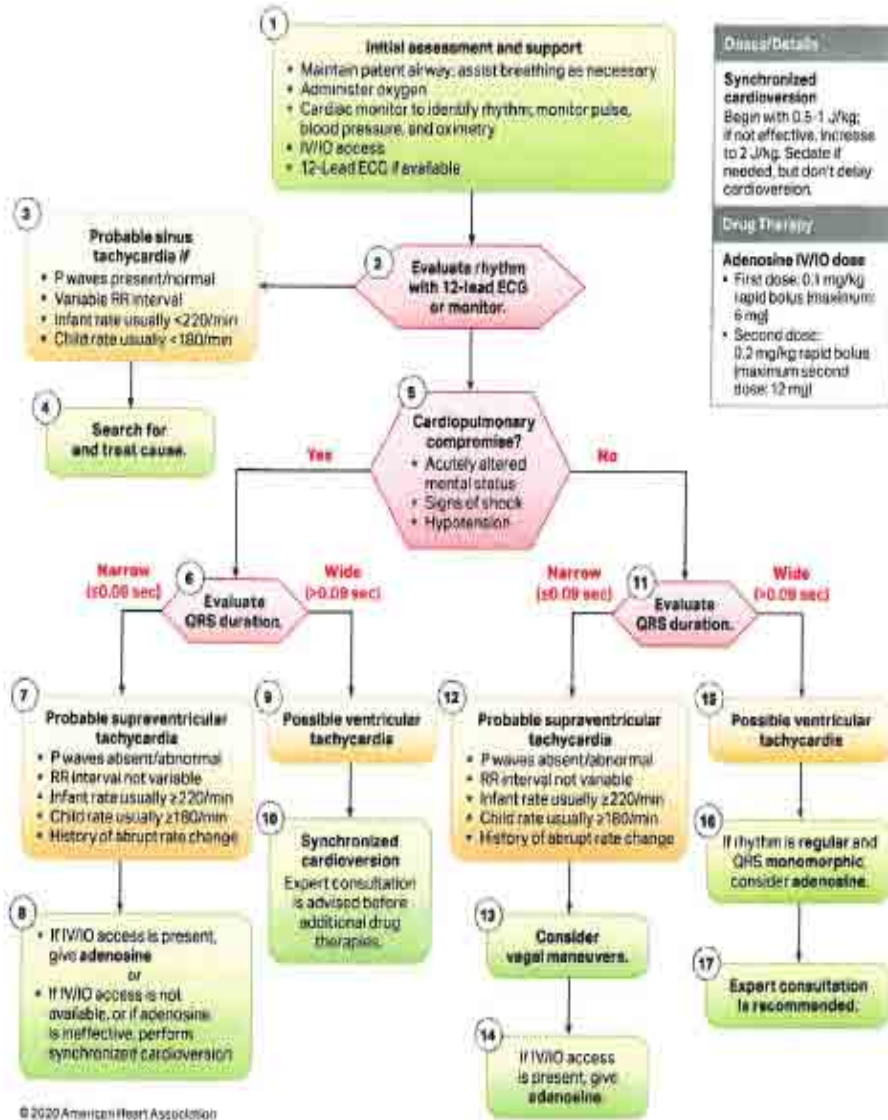 1
Initial assessment and support
• Maintain patent airway; assist breathing as necessary
• Administer oxygen
• Cardiac monitor to identify rhythm; monitor pulse,
blood pressure, and oximetry
• IV/IO access
• 12-Lead ECG if available
Doses/Details
Synchronized
cardioversion
Begin with 0.5-1 J/kg;
if not effective, increase
to 2 J/kg. Sedate if
needed, but don't delay
cardioversion.
Drug Therapy
Adenosine IV/IO dose
• First dose: 0.1 mg/kg
rapid bolus (maximum:
6 mg)
• Second dose:
0.2 mg/kg rapid bolus
(maximum second
dose: 12 mg)
2
Evaluate rhythm
with 12-lead ECG
or monitor.
3
Probable sinus
tachycardia if
• P waves present/normal
• Variable RR interval
• Infant rate usually <220/min
• Child rate usually <180/min
4
Search for
and treat cause.
5
Cardiopulmonary
compromise?
• Acutely altered
mental status
• Signs of shock
• Hypotension
Yes
No
Narrow
(≤0.09 sec)
6
Evaluate
QRS duration.
Wide
(>0.09 sec)
Narrow
(≤0.09 sec)
11
Evaluate
QRS duration.
Wide
(>0.09 sec)
7
Probable supraventricular
tachycardia
• P waves absent/abnormal
• RR interval not variable
• Infant rate usually ≥220/min
• Child rate usually ≥180/min
• History of abrupt rate change
8
• If IV/IO access is present,
give adenosine
or
• If IV/IO access is not
available, or if adenosine
is ineffective, perform
synchronized cardioversion
9
Possible ventricular
tachycardia
10
Synchronized
cardioversion
Expert consultation
is advised before
additional drug
therapies.
12
Probable supraventricular
tachycardia
• P waves absent/abnormal
• RR interval not variable
• Infant rate usually ≥220/min
• Child rate usually ≥180/min
• History of abrupt rate change
13
Consider
vagal maneuvers.
14
If IV/IO access
is present, give
adenosine.
15
Possible ventricular
tachycardia
16
If rhythm is regular and
QRS monomorphic,
consider adenosine.
17
Expert consultation
is recommended.
© 2020 American Heart Association